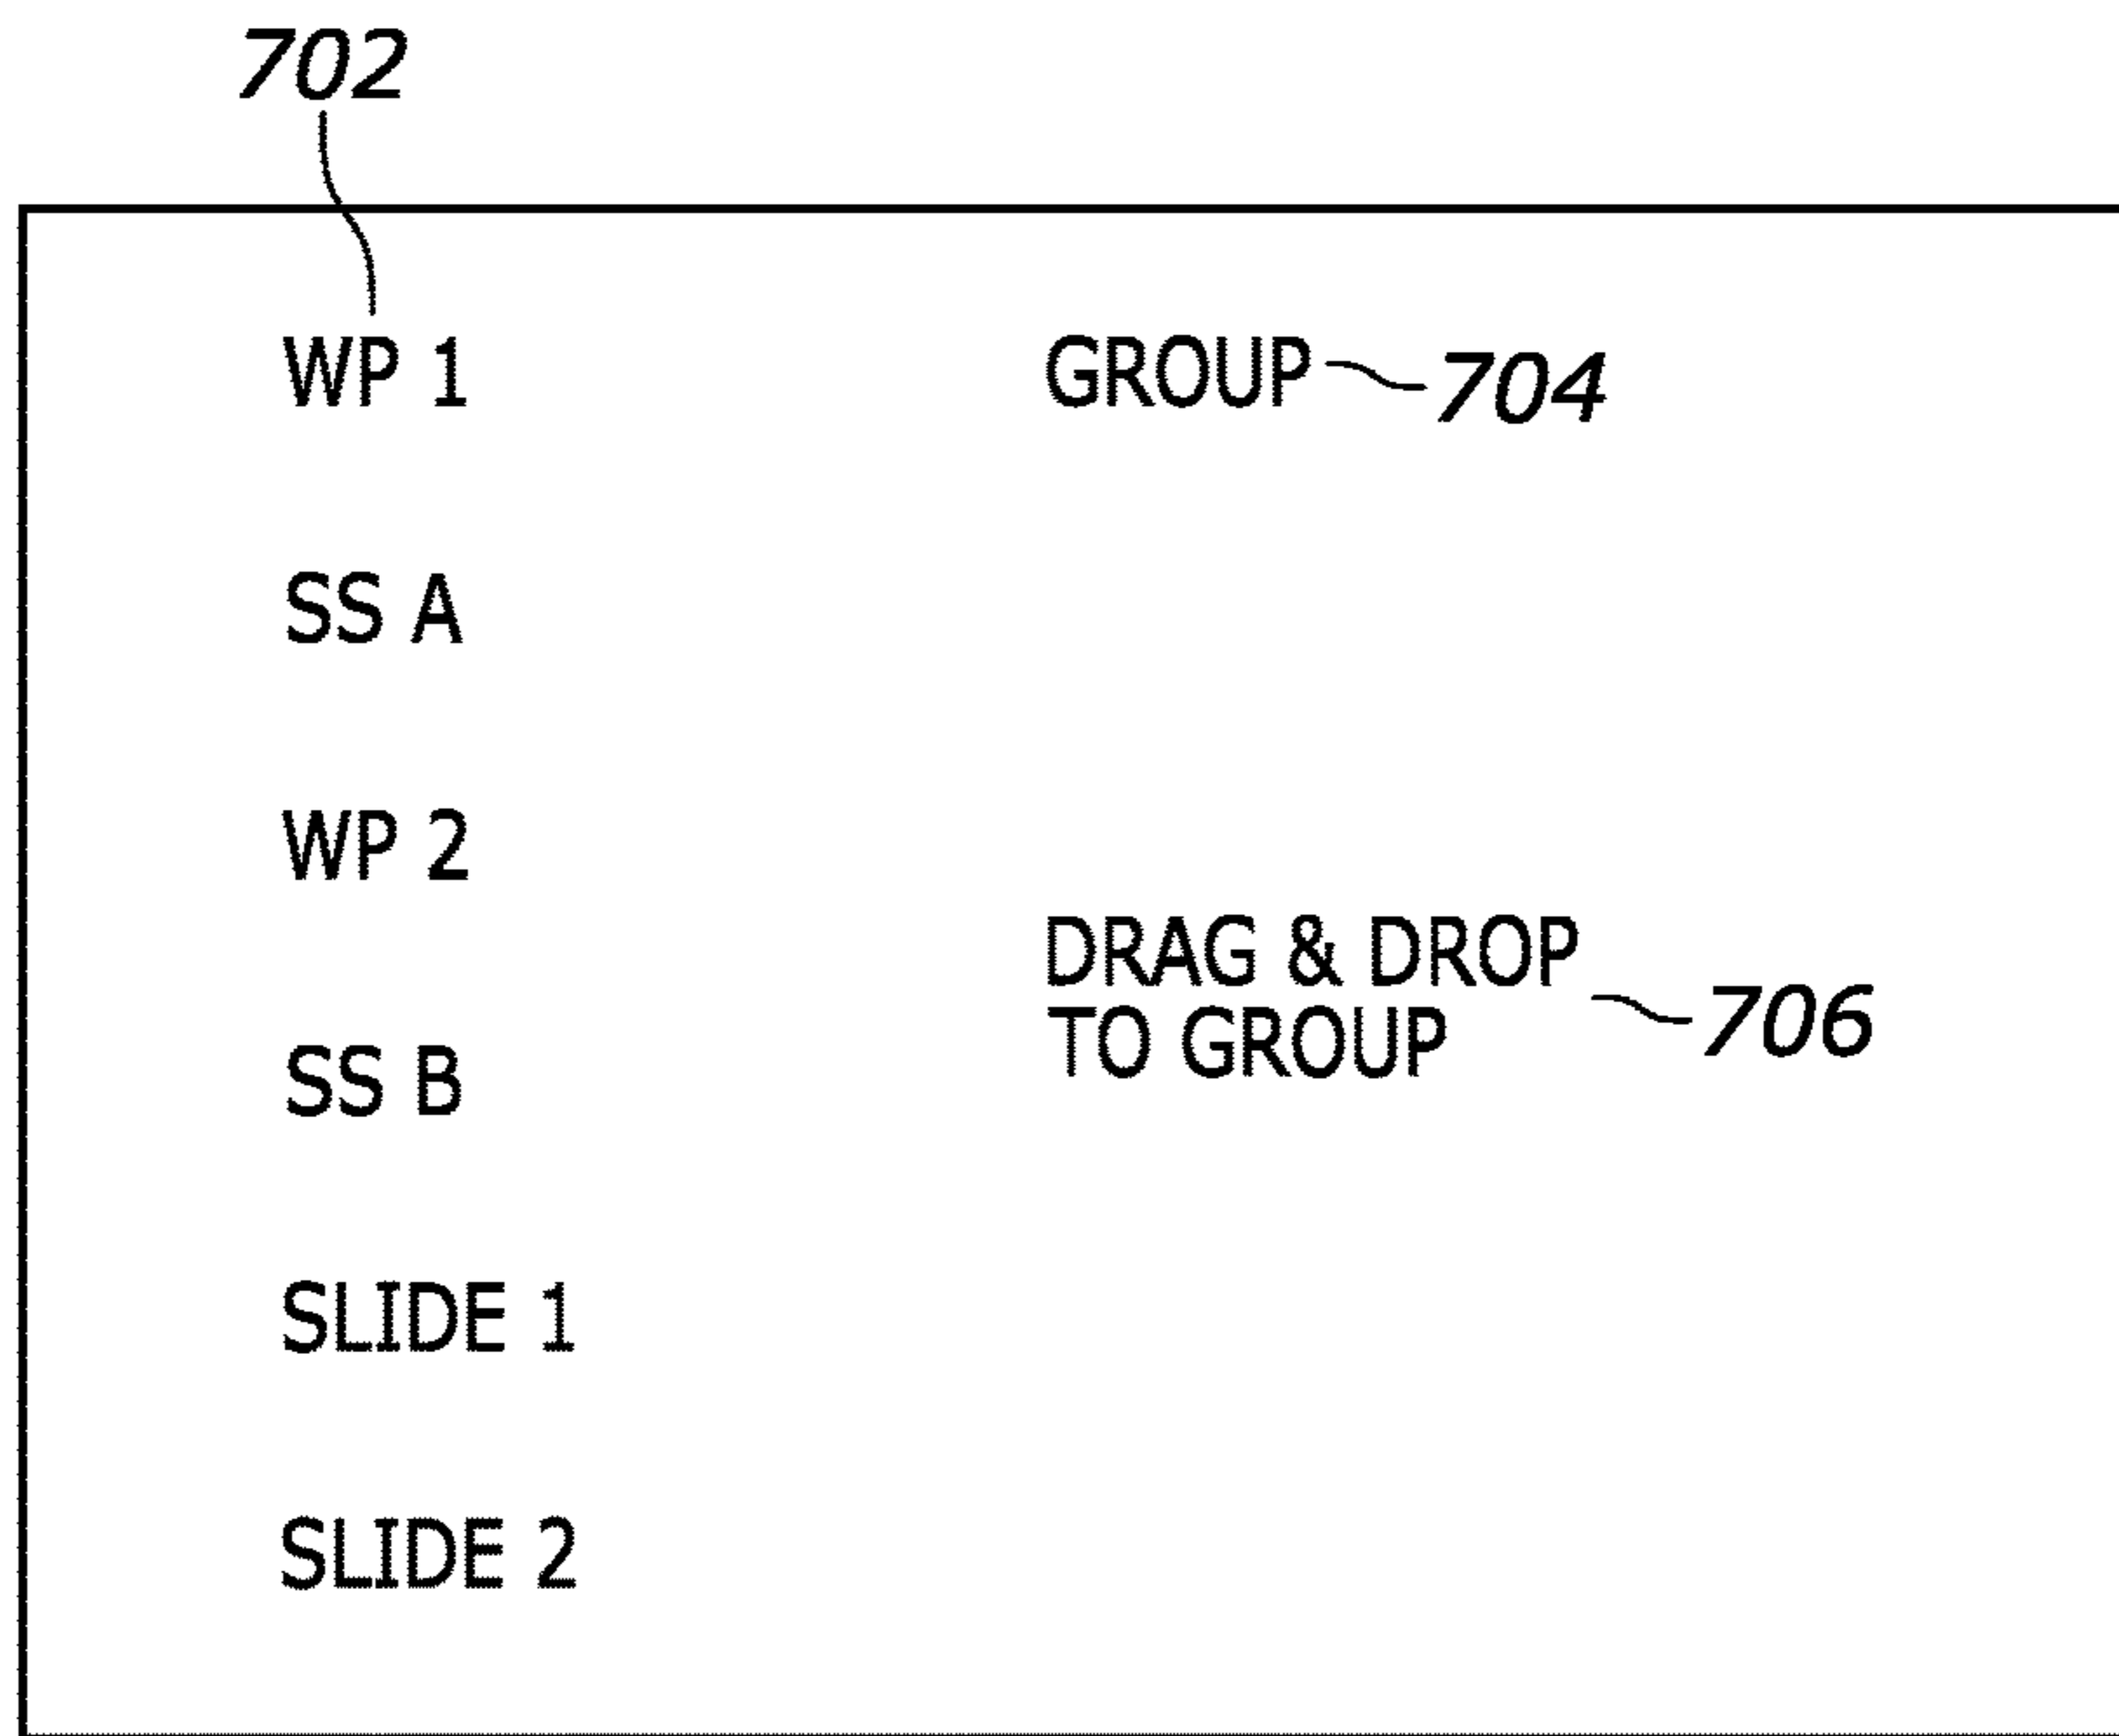 702
WP 1
GROUP 704
SS A
WP 2
DRAG & DROP
TO GROUP 706
SS B
SLIDE 1
SLIDE 2